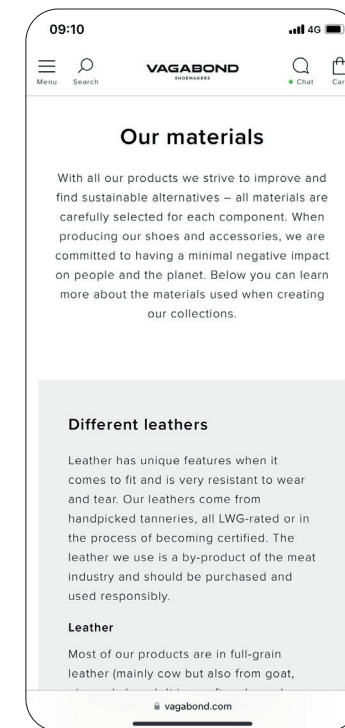 09:10
4G
Menu
Search
VAGABOND
SHOEMAKERS
Chat
Our materials
With all our products we strive to improve and
find sustainable alternatives – all materials are
carefully selected for each component. When
producing our shoes and accessories, we are
committed to having a minimal negative impact
on people and the planet. Below you can learn
more about the materials used when creating
our collections.
Different leathers
Leather has unique features when it
comes to fit and is very resistant to wear
and tear. Our leathers come from
handpicked tanneries, all LWG-rated or in
the process of becoming certified. The
leather we use is a by-product of the meat
industry and should be purchased and
used responsibly.
Leather
Most of our products are in full-grain
leather (mainly cow but also from goat,
vagabond.com